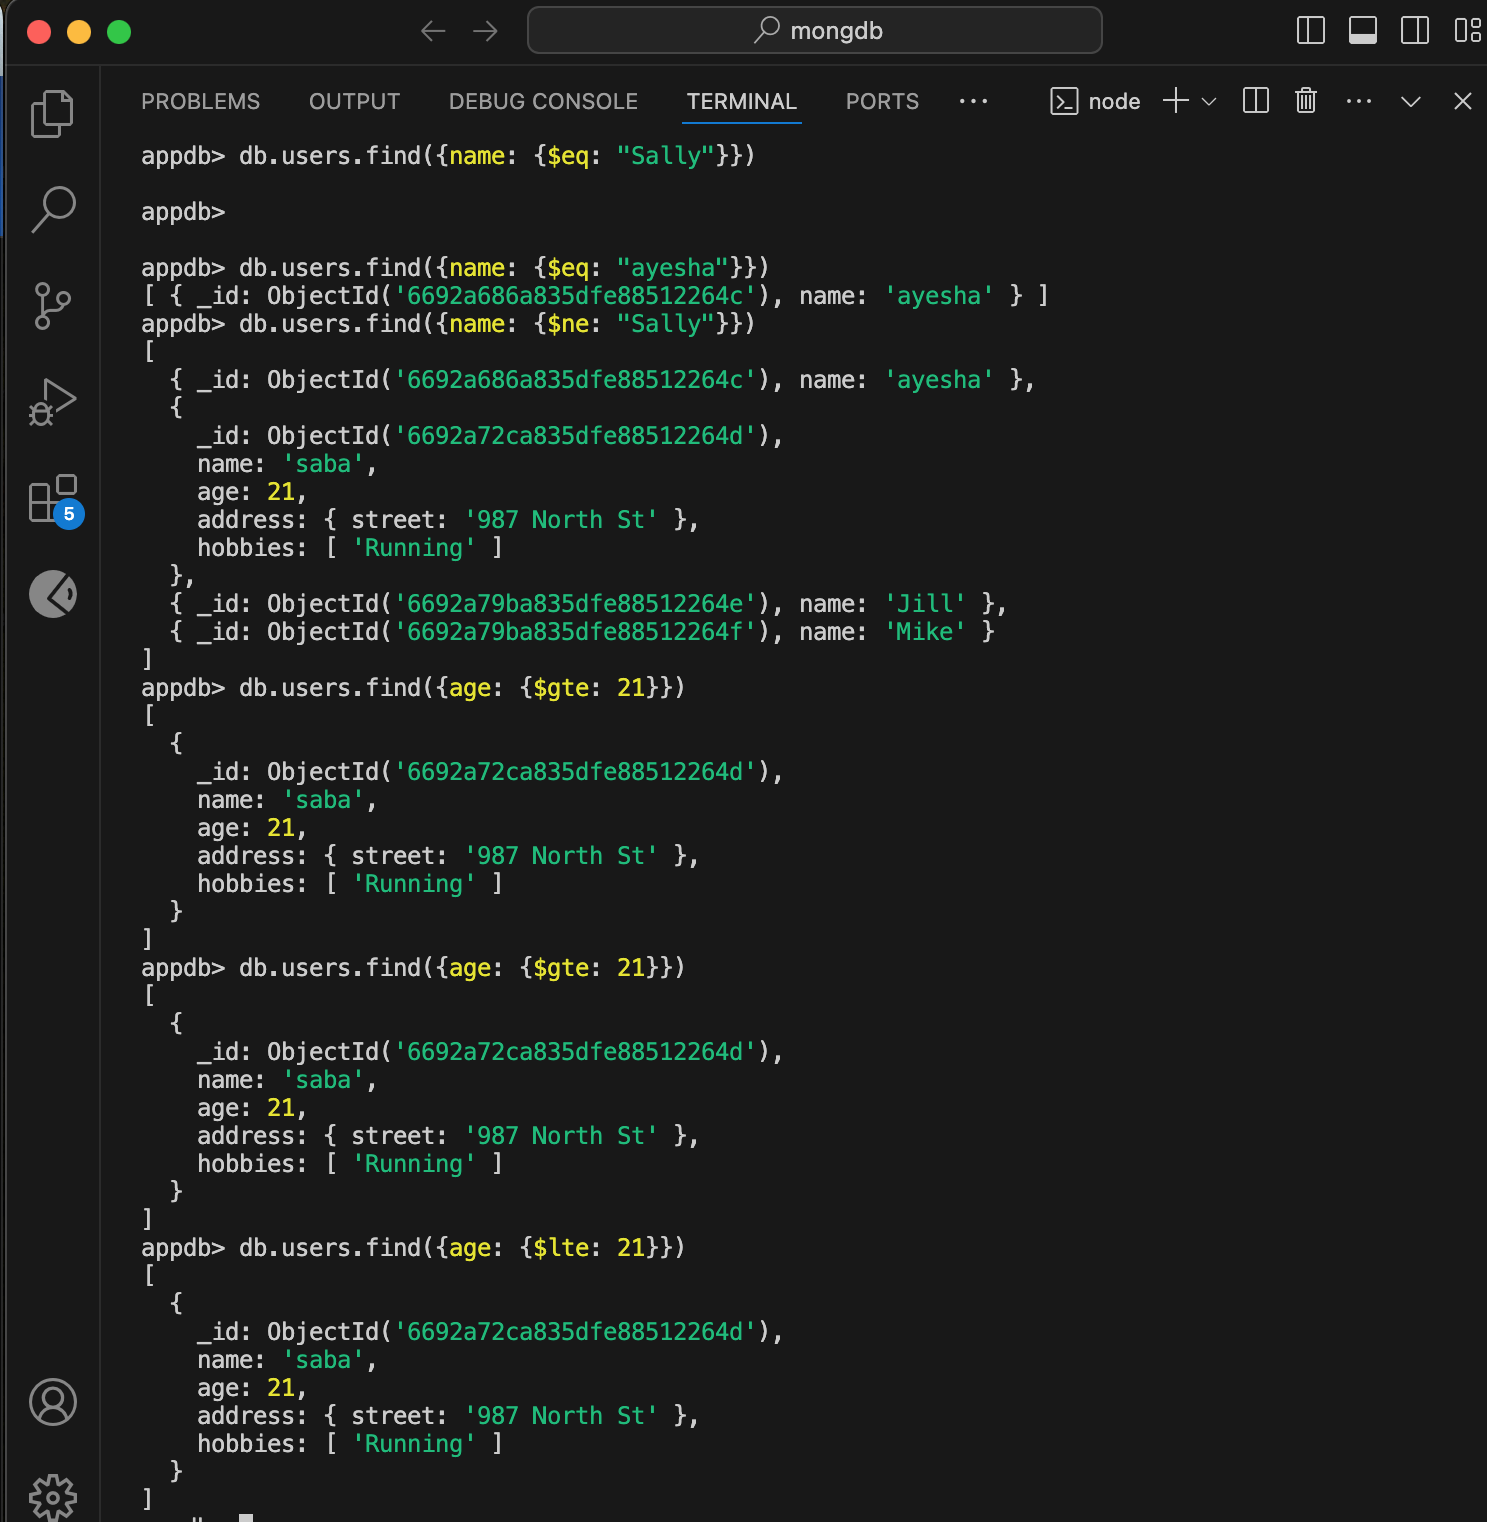 mongdb
PROBLEMS OUTPUT DEBUG CONSOLE TERMINAL PORTS ... node
appdb> db.users.find({name: {$eq: "Sally"}})
appdb>
appdb> db.users.find({name: {$eq: "ayesha"}})
[ { _id: ObjectId('6692a686a835dfe88512264c'), name: 'ayesha' } ]
appdb> db.users.find({name: {$ne: "Sally"}})
[
  { _id: ObjectId('6692a686a835dfe88512264c'), name: 'ayesha' },
  {
    _id: ObjectId('6692a72ca835dfe88512264d'),
    name: 'saba',
    age: 21,
    address: { street: '987 North St' },
    hobbies: [ 'Running' ]
  },
  { _id: ObjectId('6692a79ba835dfe88512264e'), name: 'Jill' },
  { _id: ObjectId('6692a79ba835dfe88512264f'), name: 'Mike' }
]
appdb> db.users.find({age: {$gte: 21}})
[
  {
    _id: ObjectId('6692a72ca835dfe88512264d'),
    name: 'saba',
    age: 21,
    address: { street: '987 North St' },
    hobbies: [ 'Running' ]
  }
]
appdb> db.users.find({age: {$gte: 21}})
[
  {
    _id: ObjectId('6692a72ca835dfe88512264d'),
    name: 'saba',
    age: 21,
    address: { street: '987 North St' },
    hobbies: [ 'Running' ]
  }
]
appdb> db.users.find({age: {$lte: 21}})
[
  {
    _id: ObjectId('6692a72ca835dfe88512264d'),
    name: 'saba',
    age: 21,
    address: { street: '987 North St' },
    hobbies: [ 'Running' ]
  }
]
5